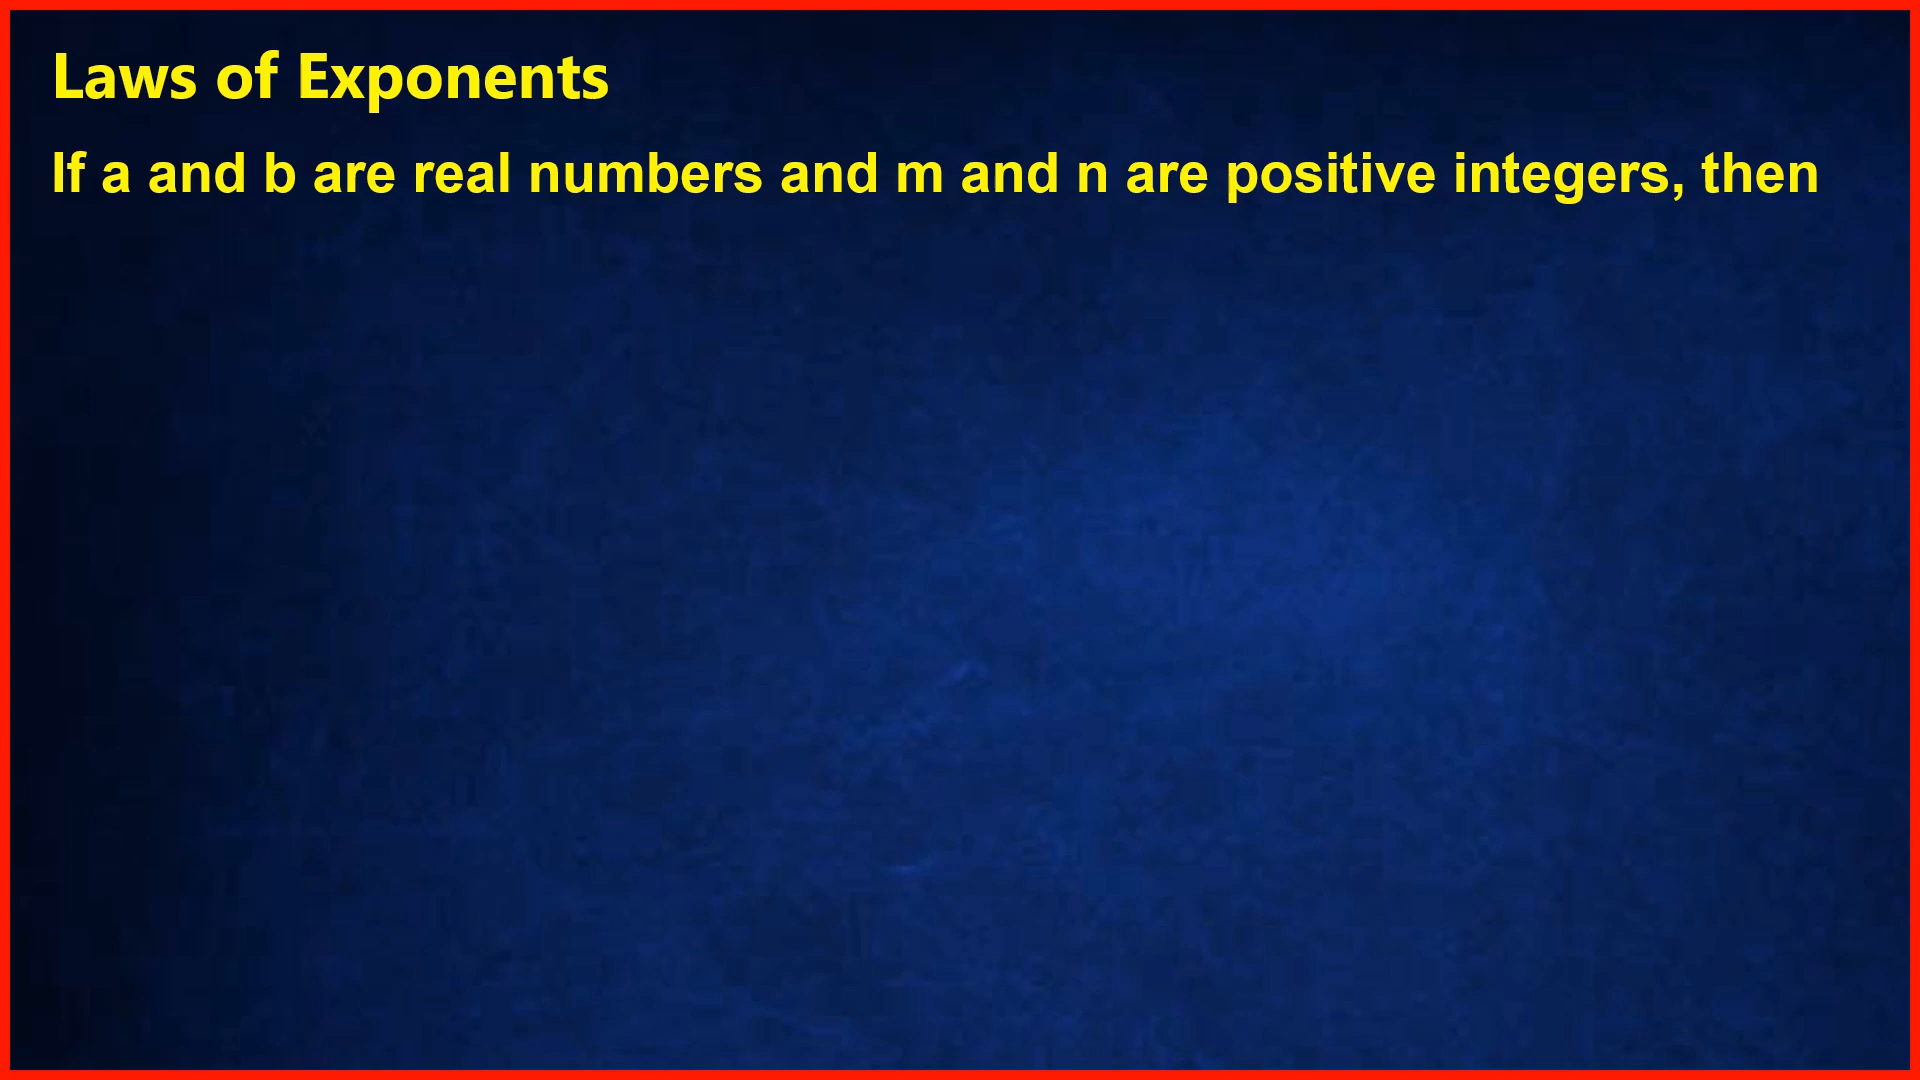 Laws of Exponents
If a and b are real numbers and m and n are positive integers, then